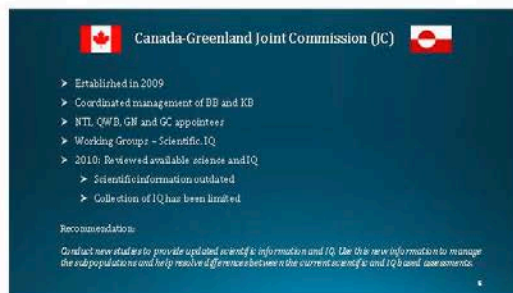 Canada-Greenland Joint Commission (JC)
➤ Established in 2009
➤ Coordinated management of BB and KB
➤ NTI, QWB, GN and GC appointees
➤ Working Groups – Scientific, IQ
➤ 2010: Reviewed available science and IQ
➤ Scientific information outdated
➤ Collection of IQ has been limited
Recommendation:
Conduct new studies to provide updated scientific information and IQ. Use this new information to manage
the subpopulations and help resolve differences between the current scientific and IQ based assessments.